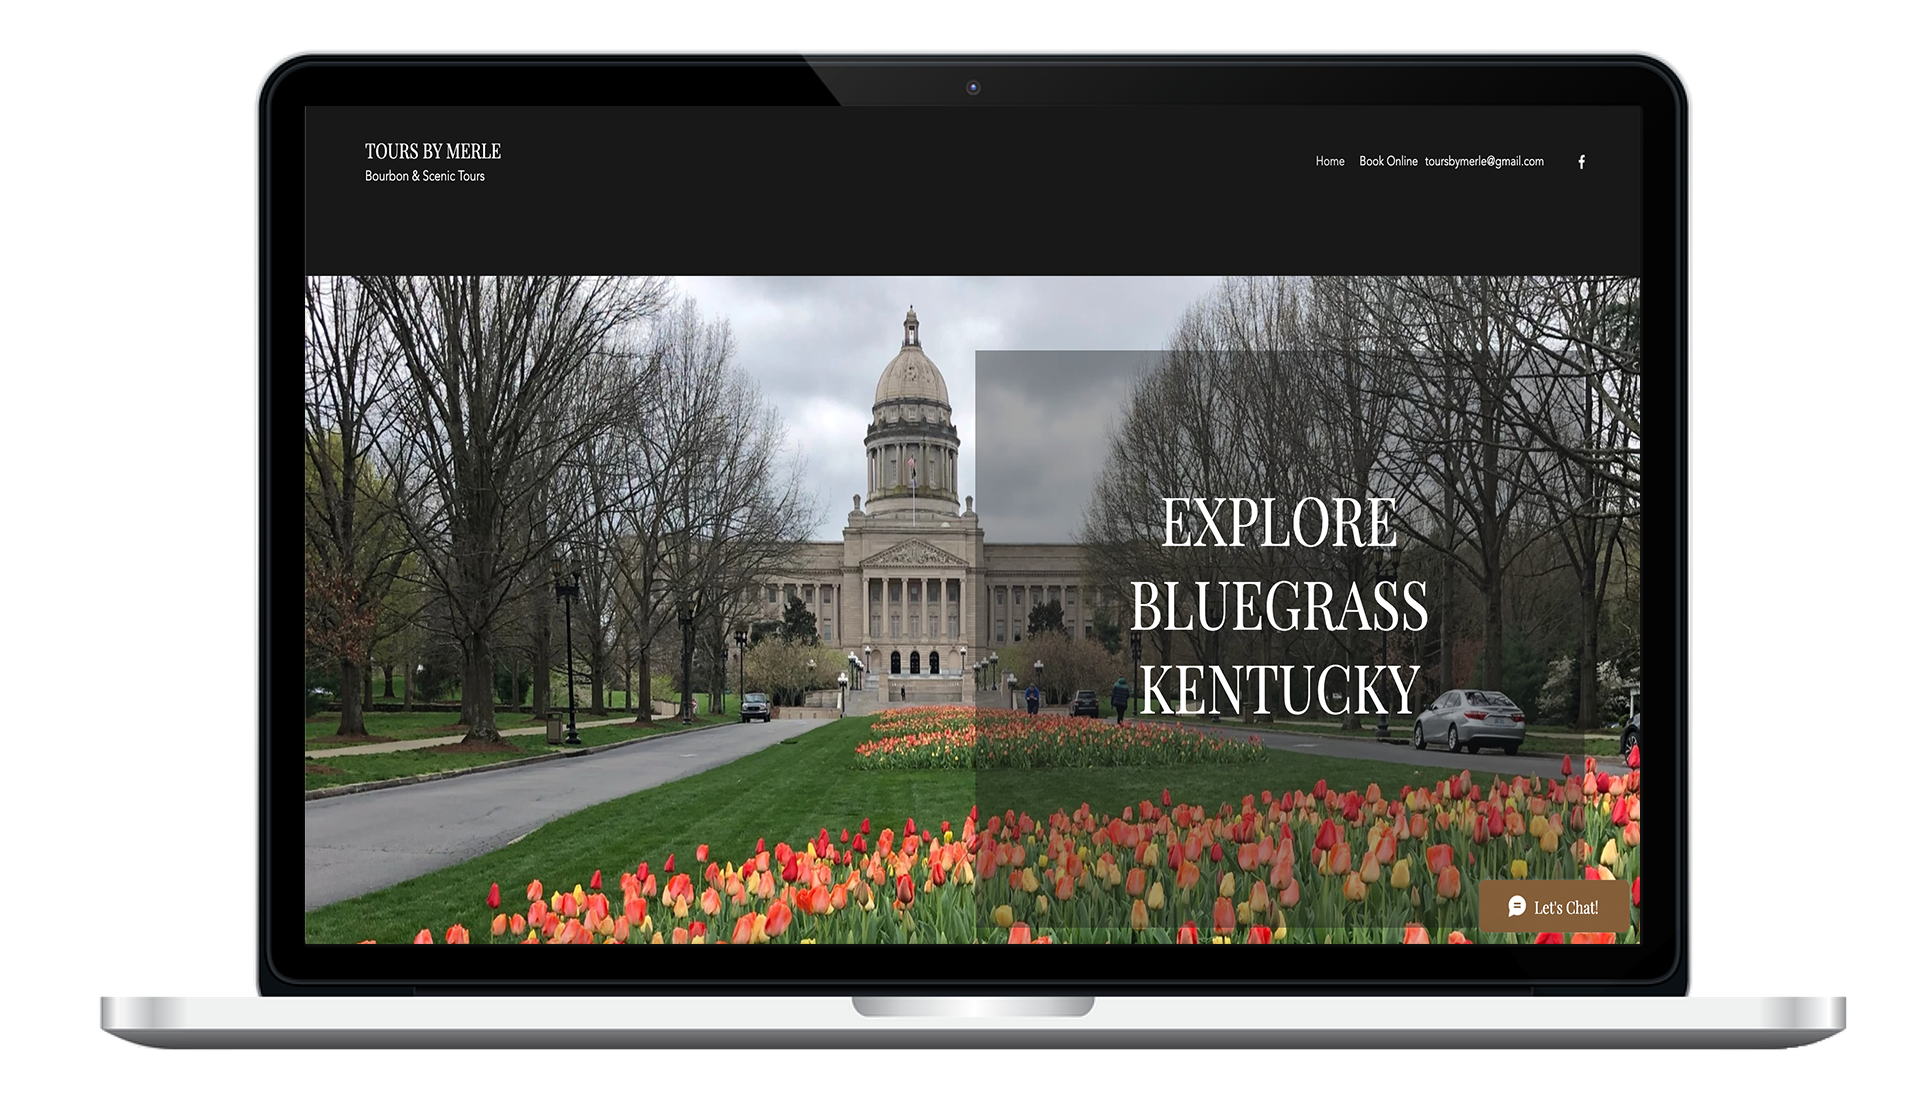 TOURS BY MERLE
Bourbon & Scenic Tours
Home Book Online toursbymerle@gmail.com
EXPLORE
BLUEGRASS
KENTUCKY
Let's Chat!